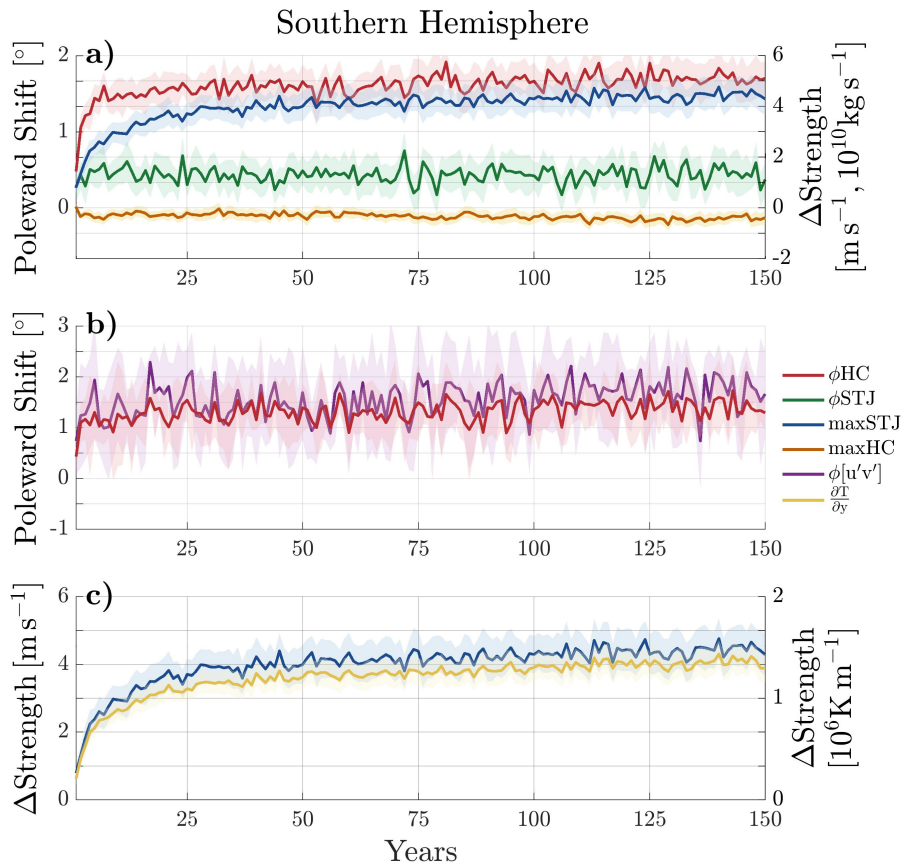 Southern Hemisphere
a)
Poleward Shift [°]
2
1
0
6
4
2
0
-2
ΔStrength
[m s⁻¹, 10¹⁰kg s⁻¹]
25 50 75 100 125 150
b)
Poleward Shift [°]
3
2
1
0
-1
25 50 75 100 125 150
ϕHC
ϕSTJ
maxSTJ
maxHC
ϕ[u′v′]
∂T/∂y
c)
ΔStrength [m s⁻¹]
6
4
2
0
2
1
0
ΔStrength
[10⁶K m⁻¹]
25 50 75 100 125 150
Years